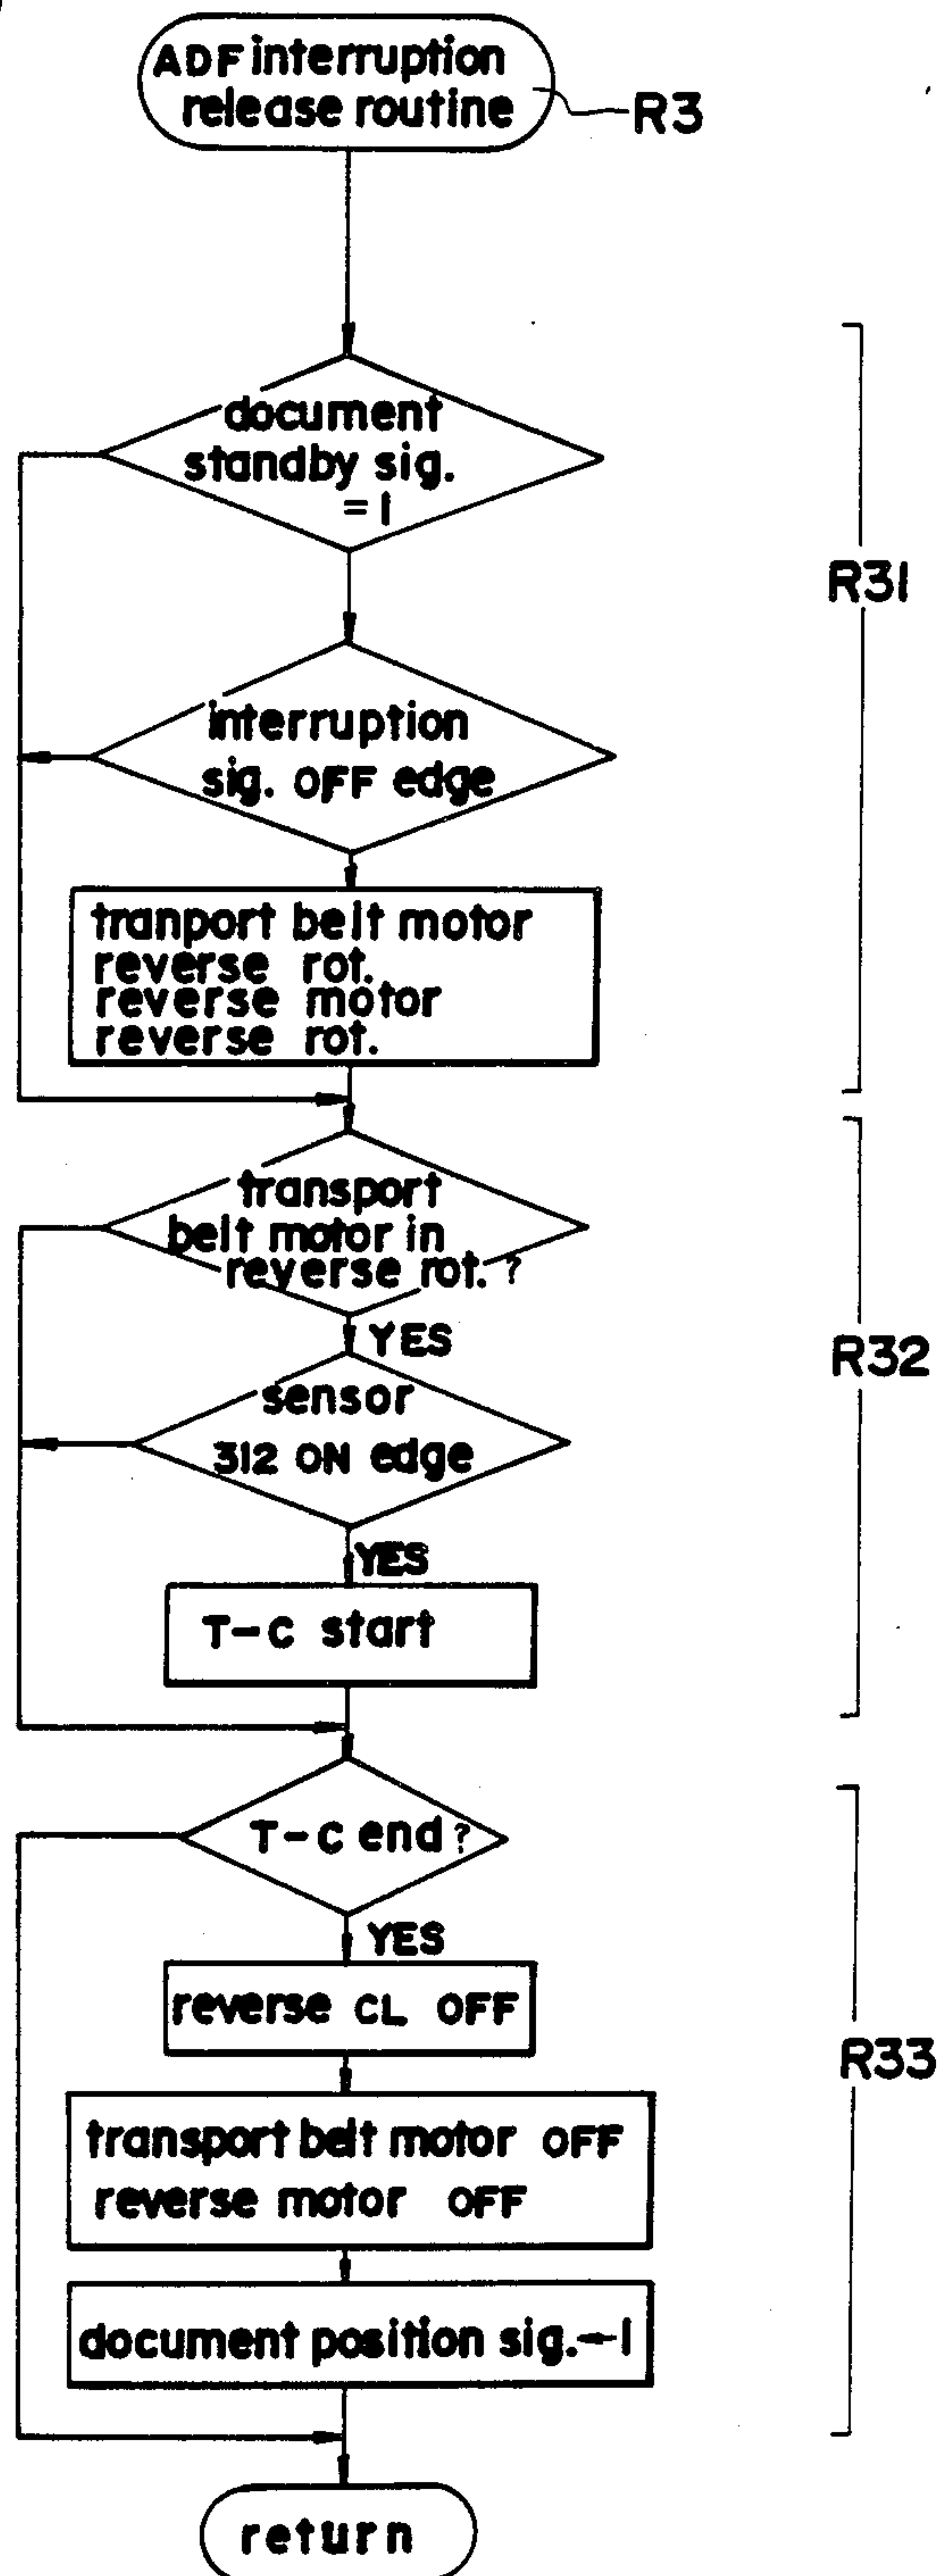 ADF interruption
release routine
R3
document
standby sig.
=1
R31
interruption
sig. OFF edge
tranport belt motor
reverse rot.
reverse motor
reverse rot.
transport
belt motor in
reverse rot. ?
YES
R32
sensor
312 ON edge
YES
T-C start
T-C end ?
YES
reverse CL OFF
R33
transport belt motor OFF
reverse motor OFF
document position sig.←1
return